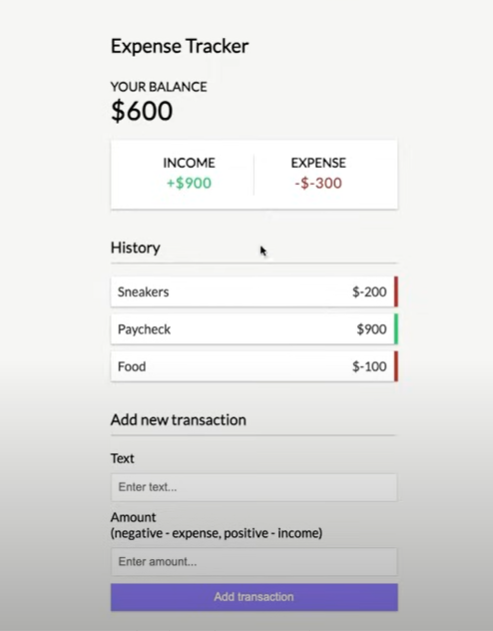 Expense Tracker
YOUR BALANCE
$600
INCOME EXPENSE
+$900 -$-300
History
Sneakers $-200
Paycheck $900
Food $-100
Add new transaction
Text
Enter text...
Amount
(negative - expense, positive - income)
Enter amount...
Add transaction